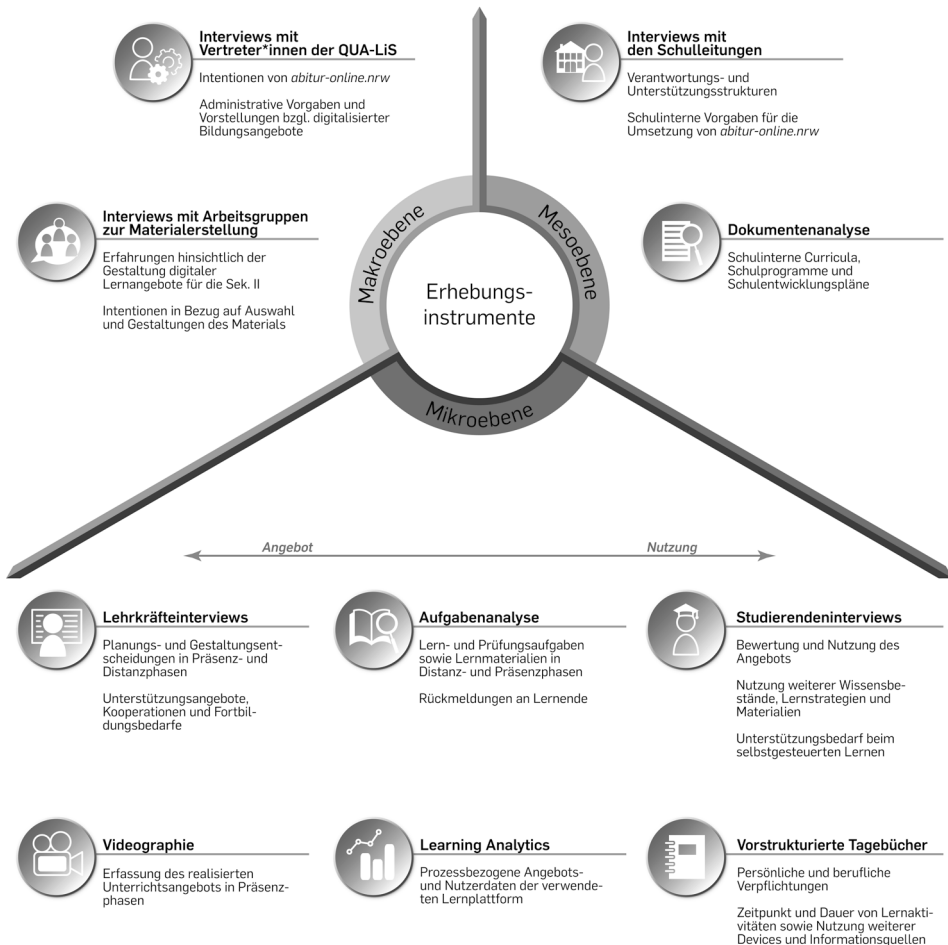 Interviews mit
Vertreter*innen der QUA-LiS
Intentionen von abitur-online.nrw
Administrative Vorgaben und
Vorstellungen bzgl. digitalisierter
Bildungsangebote
Interviews mit
den Schulleitungen
Verantwortungs- und
Unterstützungsstrukturen
Schulinterne Vorgaben für die
Umsetzung von abitur-online.nrw
Interviews mit Arbeitsgruppen
zur Materialerstellung
Erfahrungen hinsichtlich der
Gestaltung digitaler
Lernangebote für die Sek. II
Intentionen in Bezug auf Auswahl
und Gestaltungen des Materials
Makroebene
Mesoebene
Erhebungs-
instrumente
Mikroebene
Dokumentenanalyse
Schulinterne Curricula,
Schulprogramme und
Schulentwicklungspläne
Angebot
Nutzung
Lehrkräfteinterviews
Planungs- und Gestaltungsent-
scheidungen in Präsenz- und
Distanzphasen
Unterstützungsangebote,
Kooperationen und Fortbil-
dungsbedarfe
Aufgabenanalyse
Lern- und Prüfungsaufgaben
sowie Lernmaterialien in
Distanz- und Präsenzphasen
Rückmeldungen an Lernende
Studierendeninterviews
Bewertung und Nutzung des
Angebots
Nutzung weiterer Wissensbe-
stände, Lernstrategien und
Materialien
Unterstützungsbedarf beim
selbstgesteuerten Lernen
Videographie
Erfassung des realisierten
Unterrichtsangebots in Präsenz-
phasen
Learning Analytics
Prozessbezogene Angebots-
und Nutzerdaten der verwende-
ten Lernplattform
Vorstrukturierte Tagebücher
Persönliche und berufliche
Verpflichtungen
Zeitpunkt und Dauer von Lernakti-
vitäten sowie Nutzung weiterer
Devices und Informationsquellen